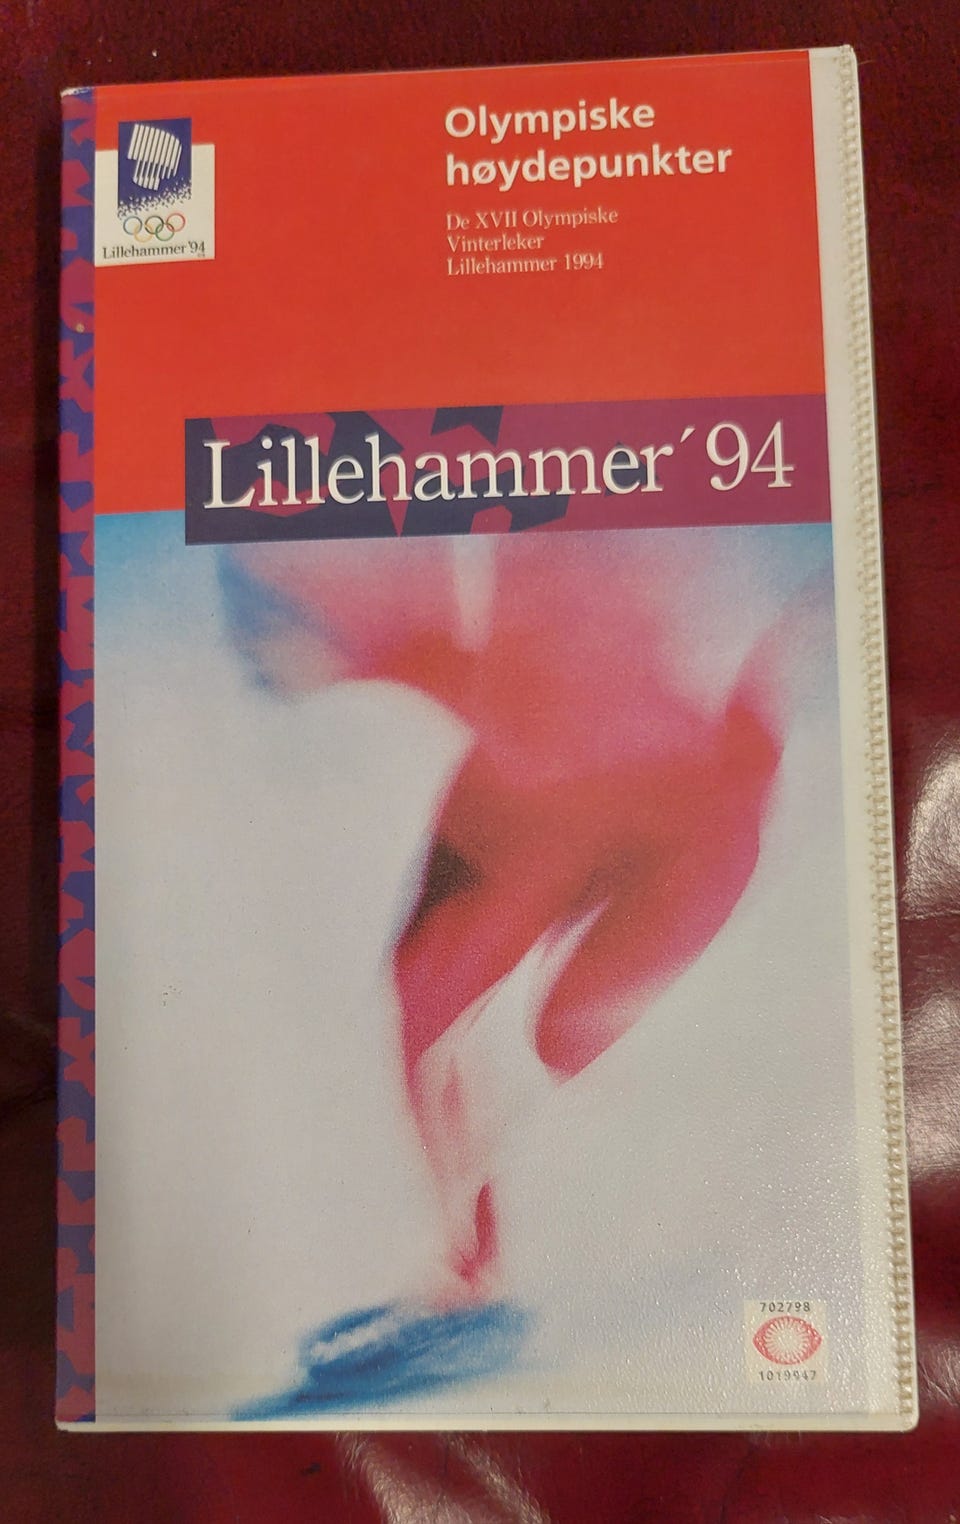 Olympiske
høydepunkter
De XVII Olympiske
Vinterleker
Lillehammer 1994
Lillehammer '94
Lillehammer´94
702798
1019947